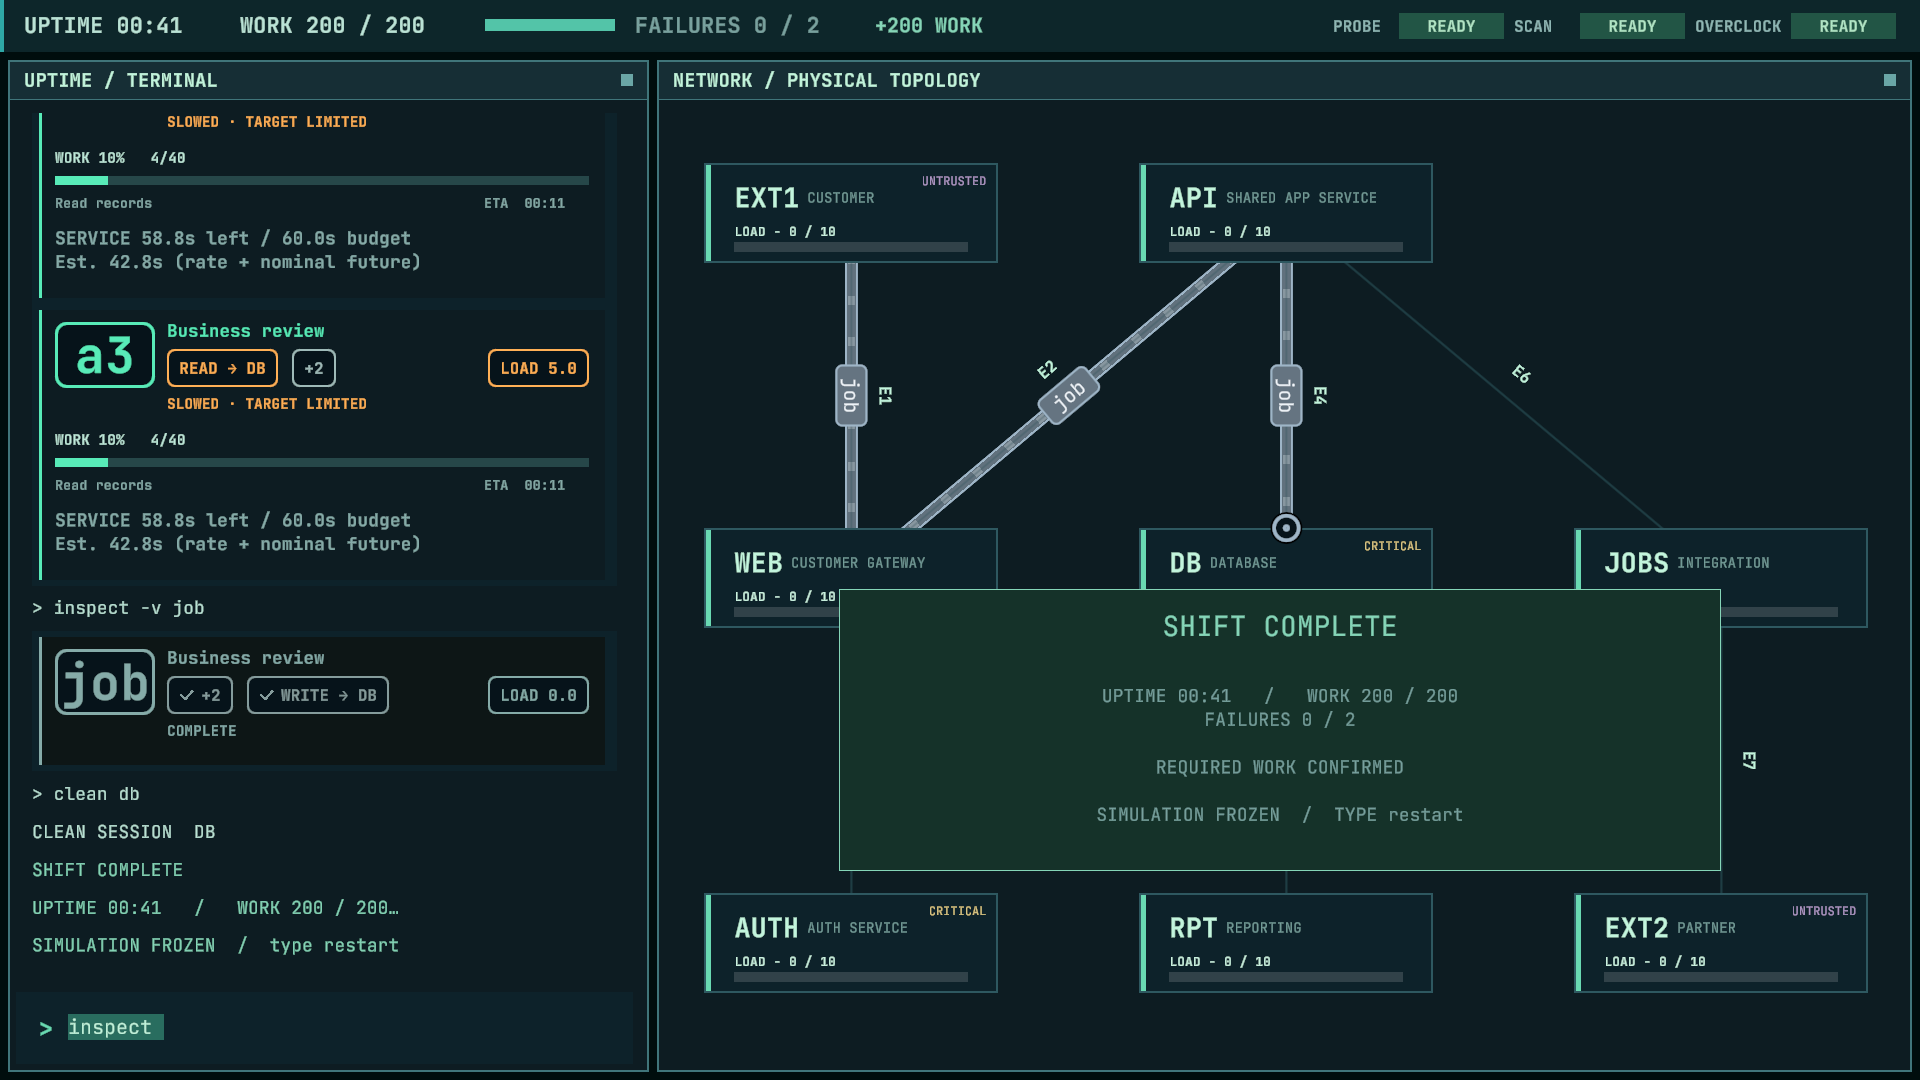 UPTIME 00:41 WORK 200 / 200 FAILURES 0 / 2 +200 WORK PROBE READY SCAN READY OVERCLOCK READY
UPTIME / TERMINAL
SLOWED · TARGET LIMITED
WORK 10% 4/40
Read records ETA 00:11
SERVICE 58.8s left / 60.0s budget
Est. 42.8s (rate + nominal future)
a3 Business review
READ → DB +2 LOAD 5.0
SLOWED · TARGET LIMITED
WORK 10% 4/40
Read records ETA 00:11
SERVICE 58.8s left / 60.0s budget
Est. 42.8s (rate + nominal future)
> inspect -v job
job Business review
✓ +2 ✓ WRITE → DB LOAD 0.0
COMPLETE
> clean db
CLEAN SESSION DB
SHIFT COMPLETE
UPTIME 00:41 / WORK 200 / 200…
SIMULATION FROZEN / type restart
> inspect
NETWORK / PHYSICAL TOPOLOGY
UNTRUSTED
EXT1 CUSTOMER
LOAD - 0 / 10
API SHARED APP SERVICE
LOAD - 0 / 10
job E1
E2 job
job E4
E6
WEB CUSTOMER GATEWAY
LOAD - 0 / 10
CRITICAL
DB DATABASE
JOBS INTEGRATION
SHIFT COMPLETE
UPTIME 00:41 / WORK 200 / 200
FAILURES 0 / 2
REQUIRED WORK CONFIRMED
SIMULATION FROZEN / TYPE restart
E7
CRITICAL
AUTH AUTH SERVICE
LOAD - 0 / 10
RPT REPORTING
LOAD - 0 / 10
UNTRUSTED
EXT2 PARTNER
LOAD - 0 / 10